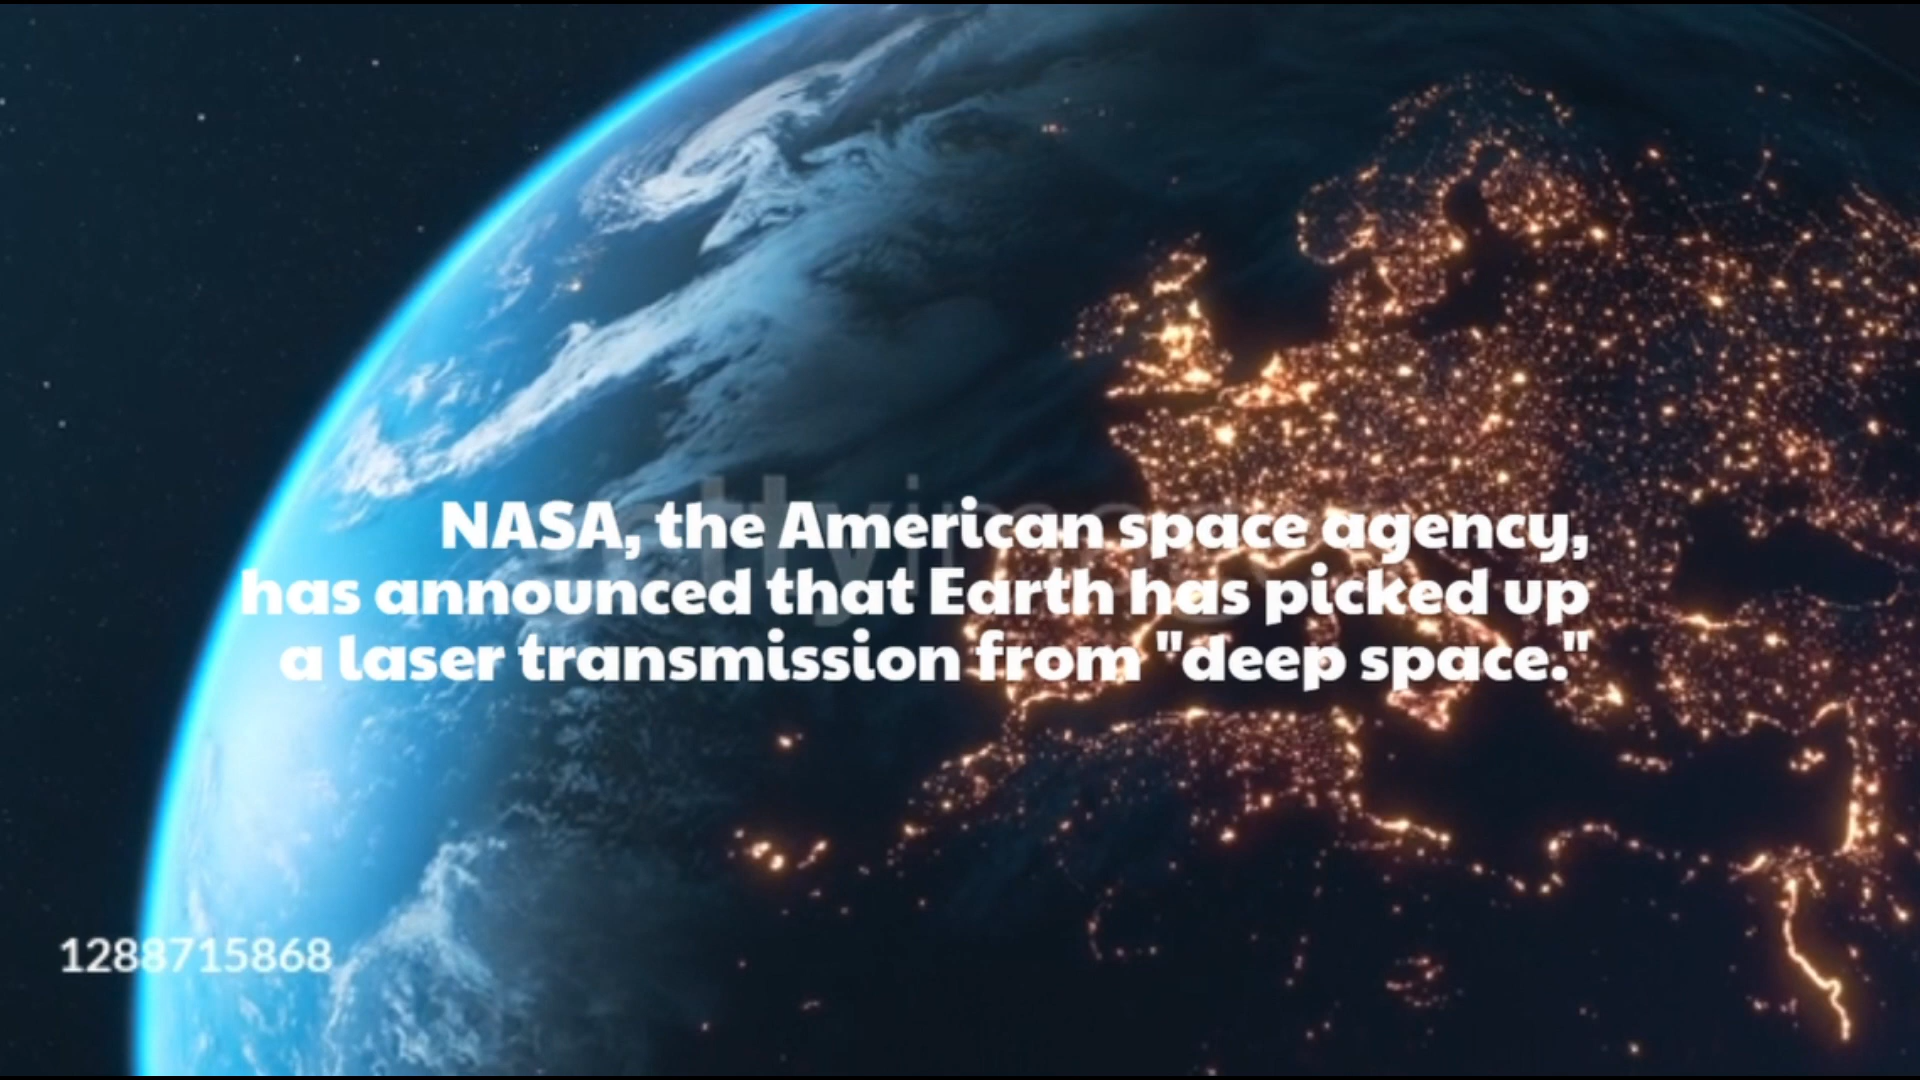 NASA, the American space agency,
has announced that Earth has picked up
a laser transmission from "deep space."
1288715868